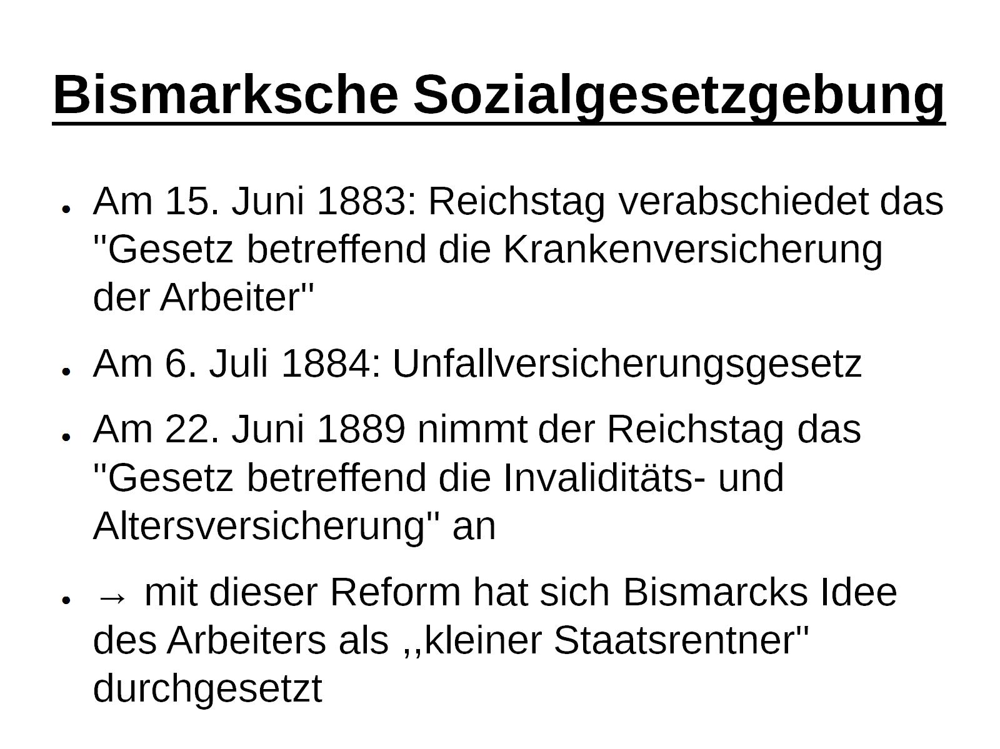 Bismarksche Sozialgesetzgebung
● Am 15. Juni 1883: Reichstag verabschiedet das
"Gesetz betreffend die Krankenversicherung
der Arbeiter"
● Am 6. Juli 1884: Unfallversicherungsgesetz
● Am 22. Juni 1889 nimmt der Reichstag das
"Gesetz betreffend die Invaliditäts- und
Altersversicherung" an
● → mit dieser Reform hat sich Bismarcks Idee
des Arbeiters als ,,kleiner Staatsrentner"
durchgesetzt